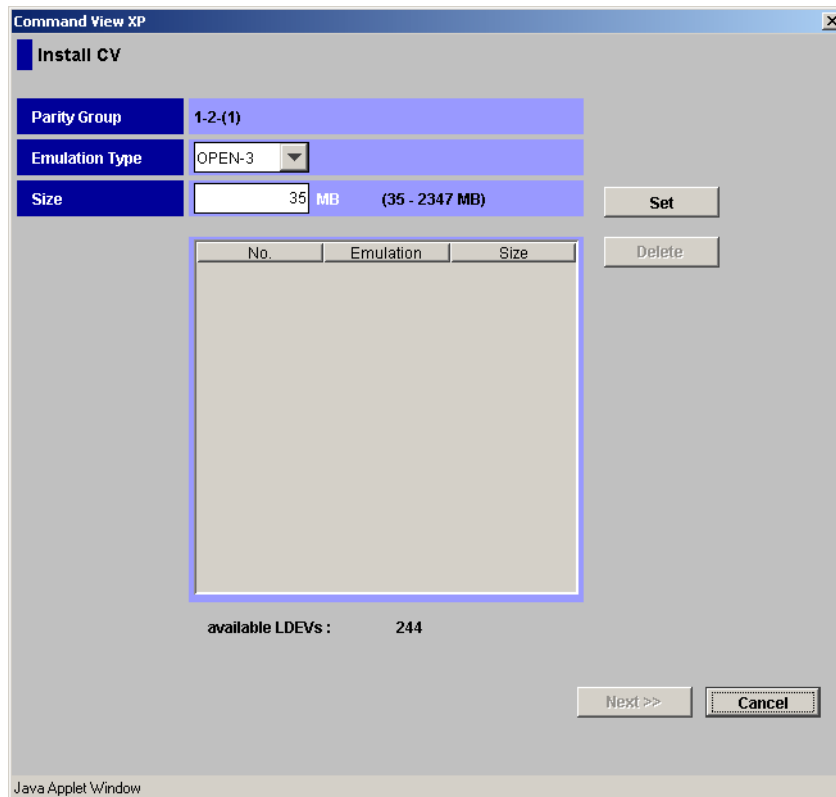 Command View XP
Install CV
Parity Group 1-2-(1)
Emulation Type OPEN-3
Size 35 MB (35 - 2347 MB) Set
No. Emulation Size Delete
available LDEVs : 244
Next >> Cancel
Java Applet Window